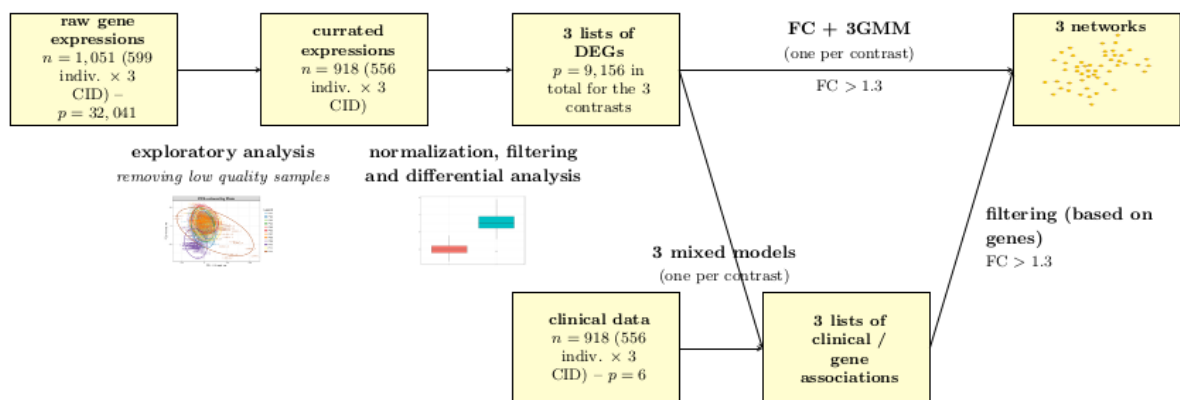 raw gene
expressions
n = 1,051 (599
indiv. × 3
CID) –
p = 32,041
currated
expressions
n = 918 (556
indiv. × 3
CID)
3 lists of
DEGs
p = 9,156 in
total for the 3
contrasts
FC + 3GMM
(one per contrast)
FC > 1.3
3 networks
exploratory analysis
removing low quality samples
normalization, filtering
and differential analysis
3 mixed models
(one per contrast)
filtering (based on
genes)
FC > 1.3
clinical data
n = 918 (556
indiv. × 3
CID) – p = 6
3 lists of
clinical /
gene
associations